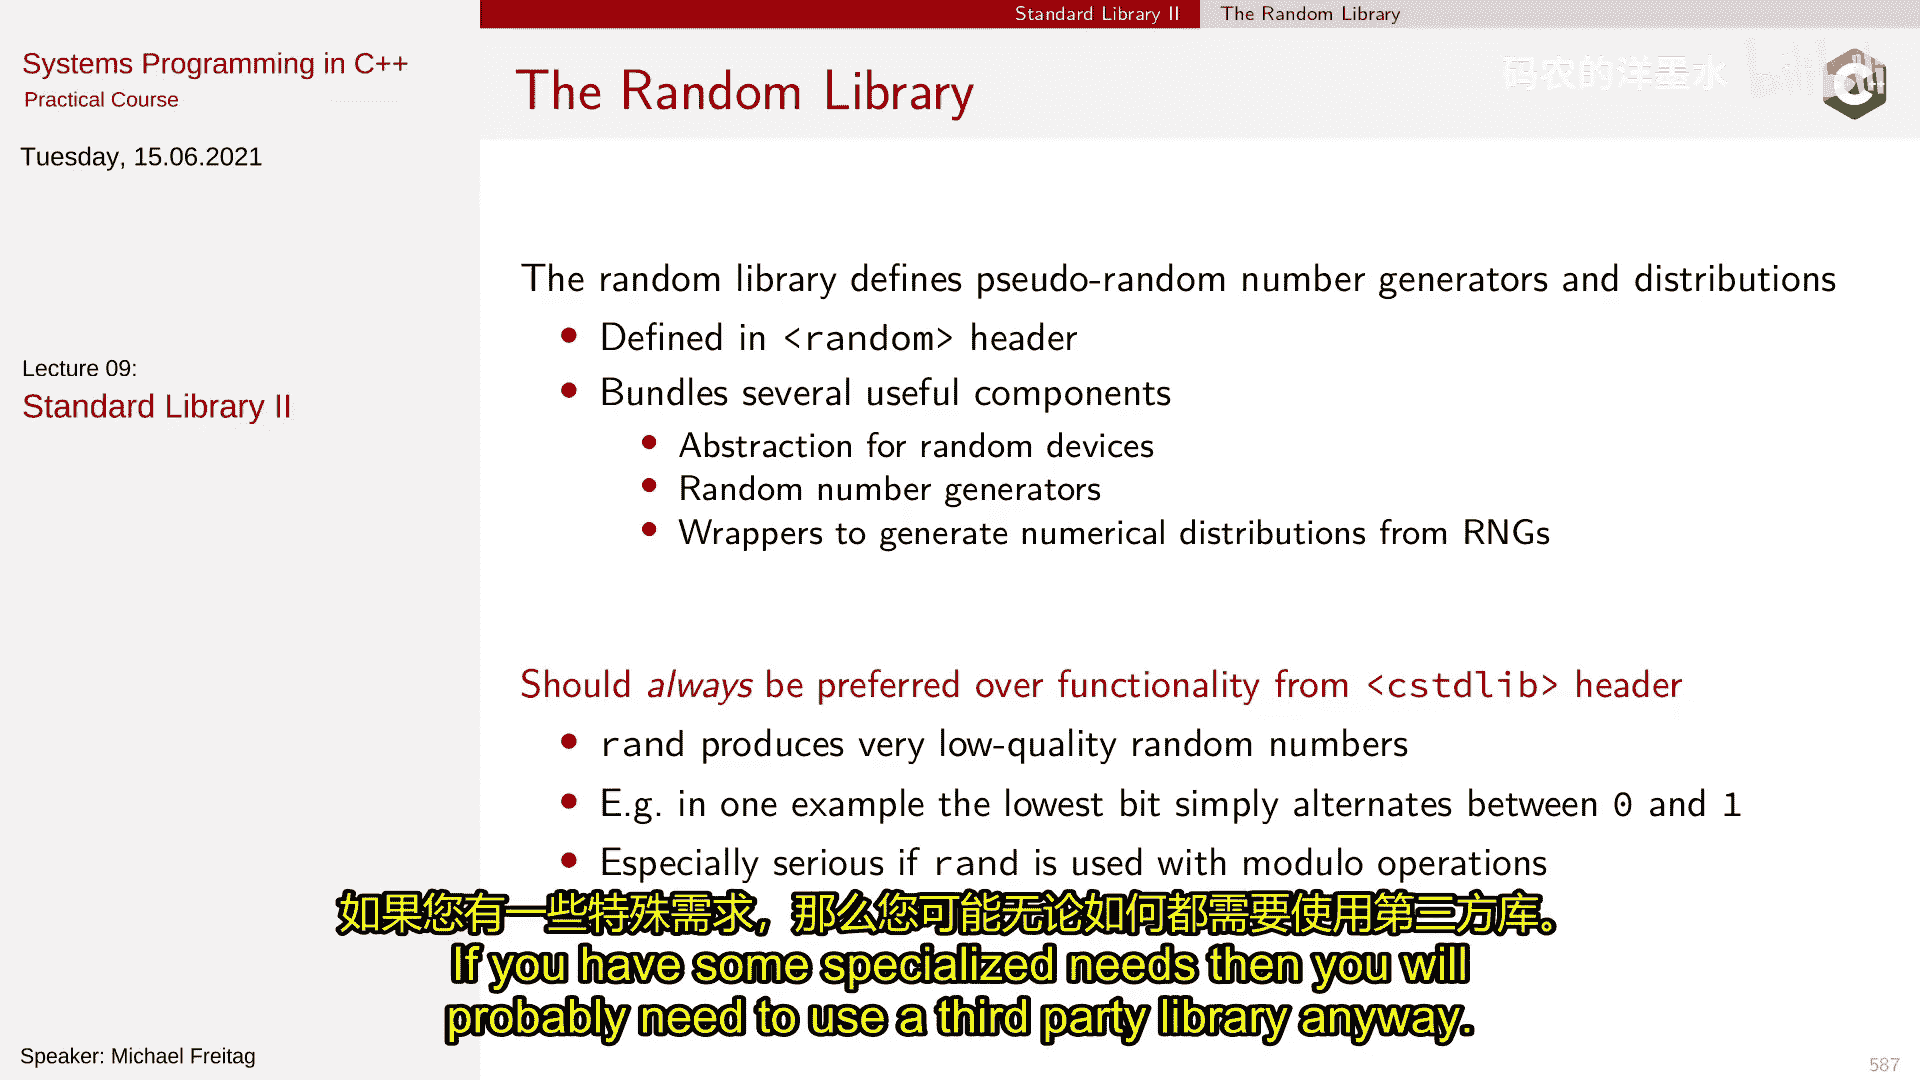 Standard Library II
The Random Library
Systems Programming in C++
Practical Course
Tuesday, 15.06.2021
Lecture 09:
Standard Library II
The Random Library
码农的洋墨水
The random library defines pseudo-random number generators and distributions
Defined in <random> header
Bundles several useful components
Abstraction for random devices
Random number generators
Wrappers to generate numerical distributions from RNGs
Should always be preferred over functionality from <cstdlib> header
rand produces very low-quality random numbers
E.g. in one example the lowest bit simply alternates between 0 and 1
Especially serious if rand is used with modulo operations
如果您有一些特殊需求，那么您可能无论如何都需要使用第三方库。
If you have some specialized needs then you will
probably need to use a third party library anyway.
Speaker: Michael Freitag
587